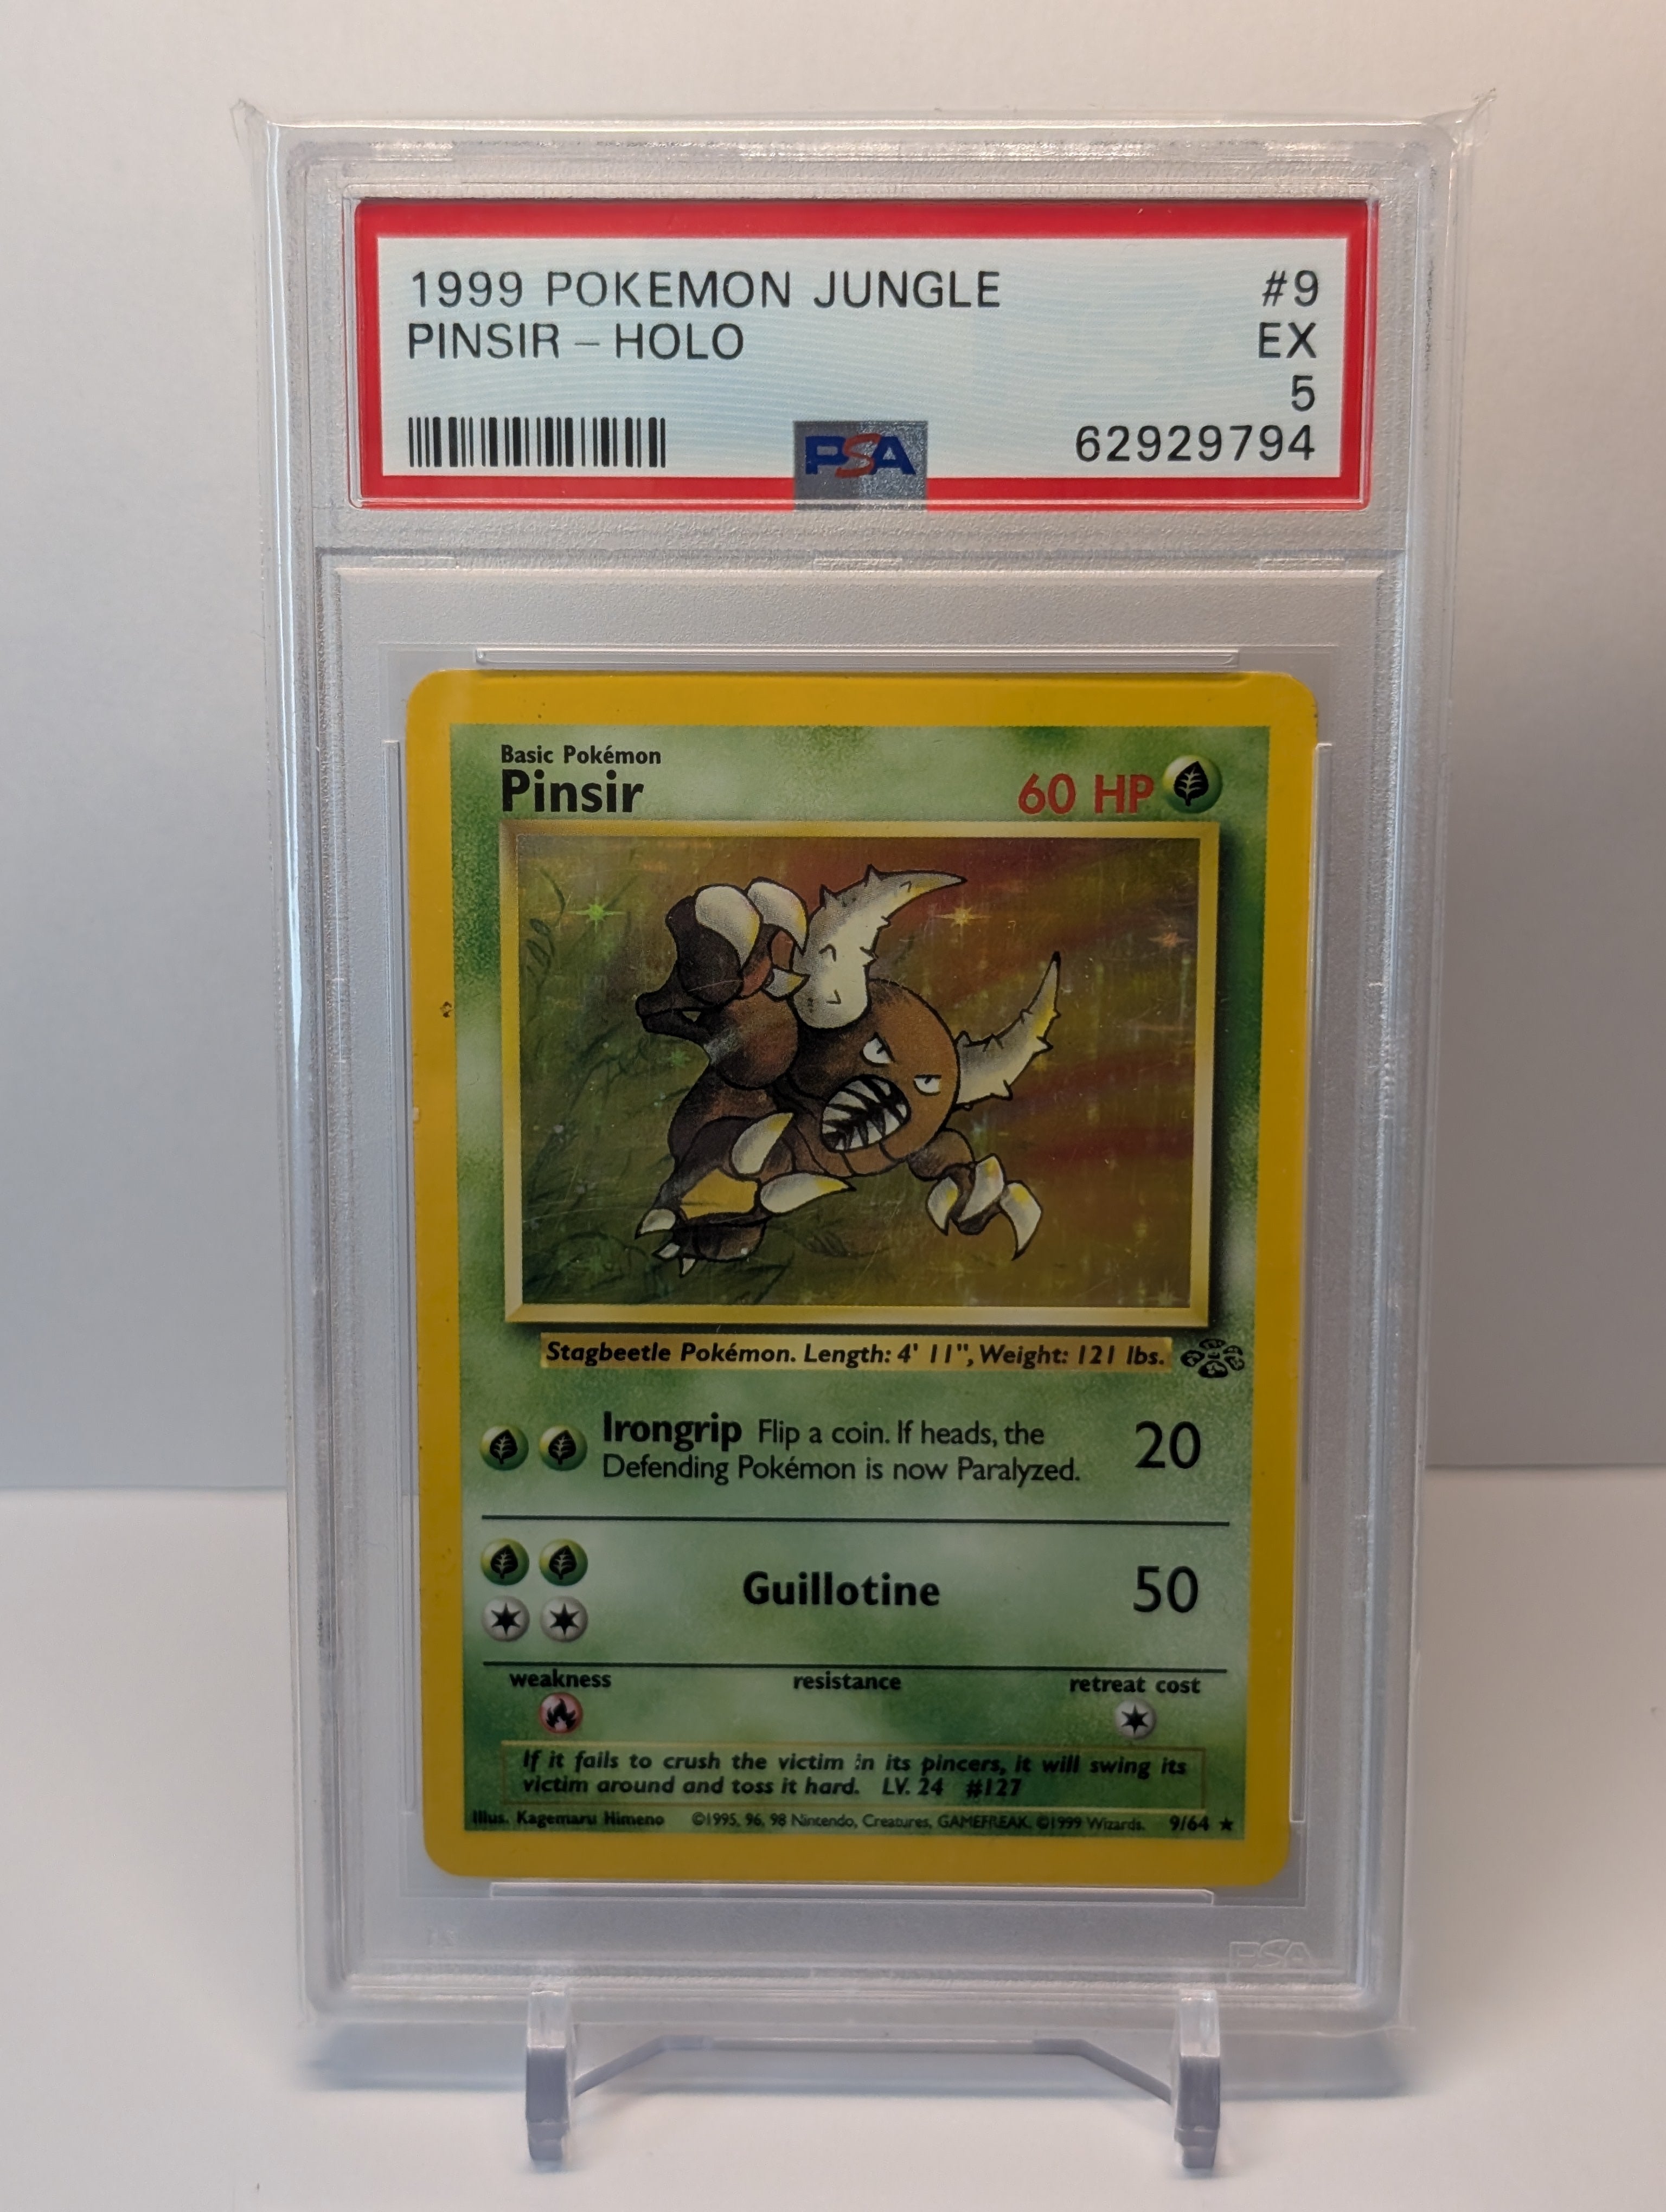 1999 POKEMON JUNGLE #9
PINSIR – HOLO EX
5
PSA 62929794
Basic Pokémon
Pinsir 60 HP
Stagbeetle Pokémon. Length: 4' 11", Weight: 121 lbs.
Irongrip Flip a coin. If heads, the 20
Defending Pokémon is now Paralyzed.
Guillotine 50
weakness resistance retreat cost
If it fails to crush the victim in its pincers, it will swing its
victim around and toss it hard. LV. 24 #127
Illus. Kagemaru Himeno ©1995, 96, 98 Nintendo, Creatures, GAMEFREAK. ©1999 Wizards. 9/64 ★
PSA